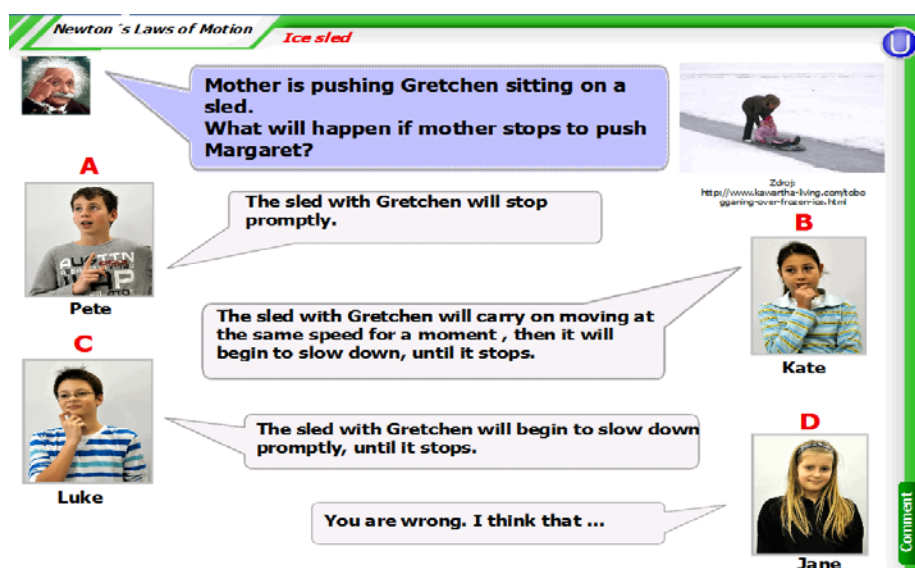 Newton´s Laws of Motion
Ice sled
U
Mother is pushing Gretchen sitting on a
sled.
What will happen if mother stops to push
Margaret?
Zdroj:
http://www.kawartha-living.com/tobo
gganing-over-frozen-ice.html
A
The sled with Gretchen will stop
promptly.
Pete
B
The sled with Gretchen will carry on moving at
the same speed for a moment , then it will
begin to slow down, until it stops.
Kate
C
The sled with Gretchen will begin to slow down
promptly, until it stops.
Luke
D
You are wrong. I think that ...
Jane
Comment